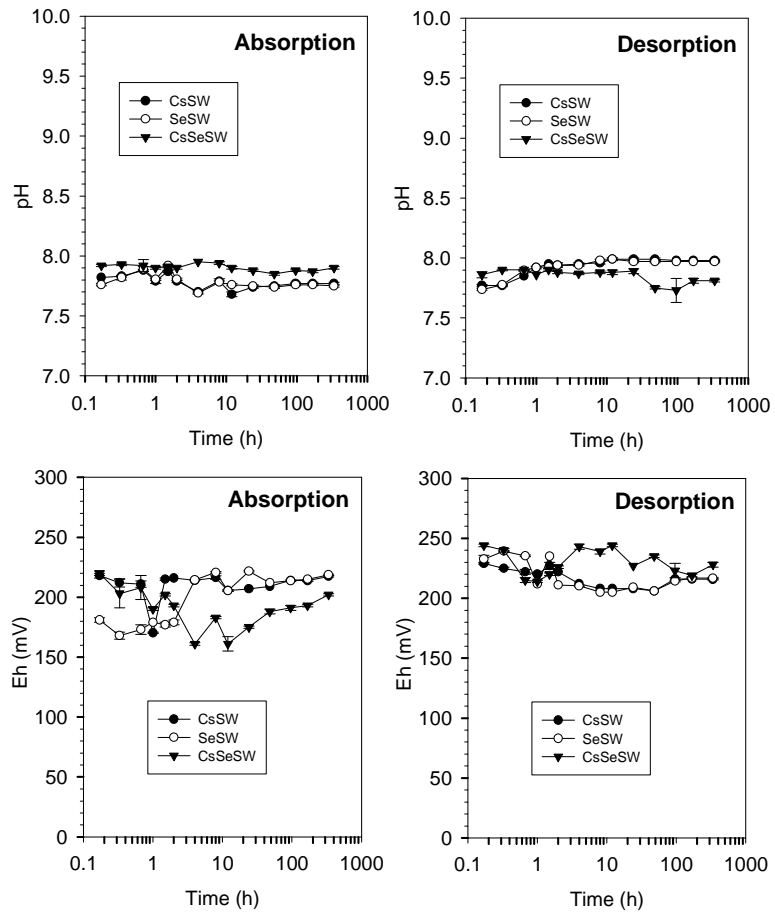 Absorption
10.0
9.5
9.0
8.5
8.0
7.5
7.0
pH
CsSW
SeSW
CsSeSW
0.1 1 10 100 1000
Time (h)
Desorption
10.0
9.5
9.0
8.5
8.0
7.5
7.0
pH
CsSW
SeSW
CsSeSW
0.1 1 10 100 1000
Time (h)
Absorption
300
250
200
150
100
50
0
Eh (mV)
CsSW
SeSW
CsSeSW
0.1 1 10 100 1000
Time (h)
Desorption
300
250
200
150
100
50
0
Eh (mV)
CsSW
SeSW
CsSeSW
0.1 1 10 100 1000
Time (h)